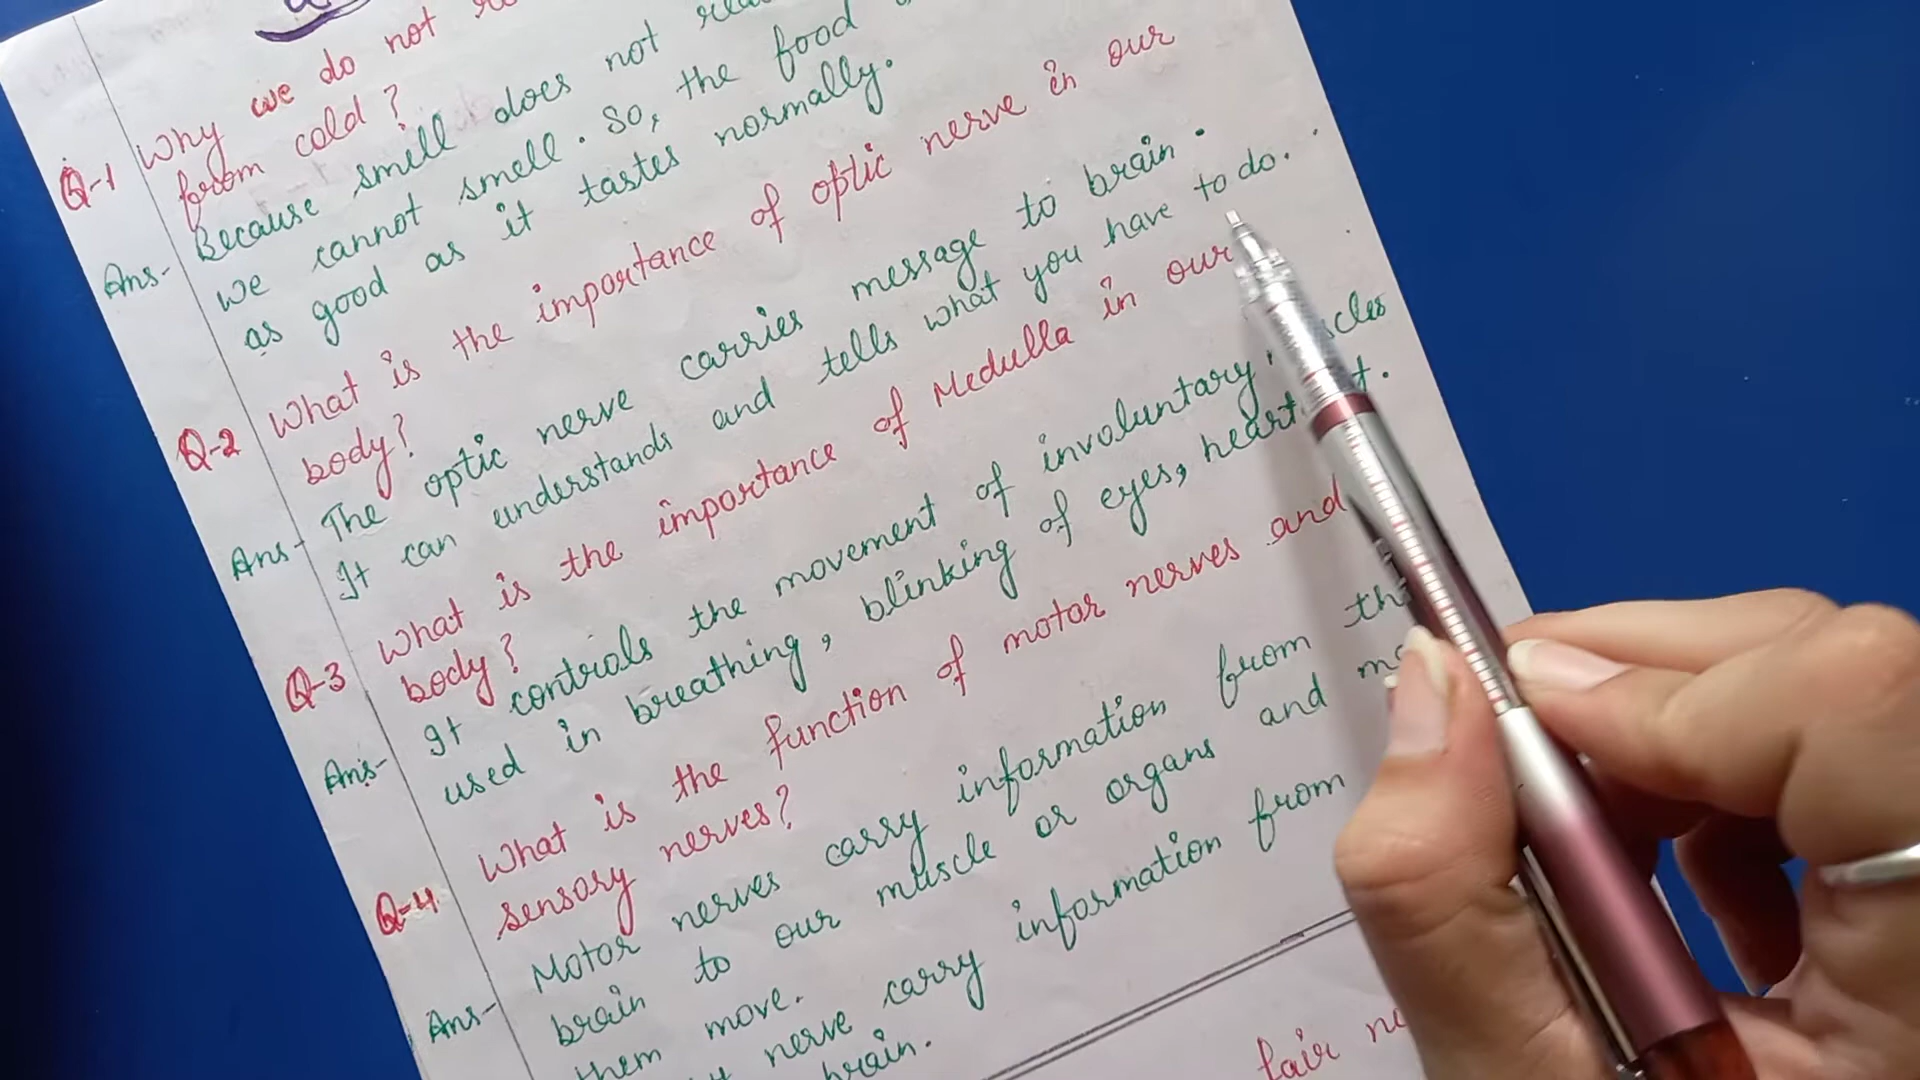 Q-1 Why we do not
from cold?
Ans- Because smell does not
we cannot smell. So, the food
as good as it tastes normally.
Q-2 What is the importance of optic nerve in our
body?
Ans- The optic nerve carries message to brain.
It can understands and tells what you have to do.
Q-3 What is the importance of Medulla in our
body?
Ans- It controls the movement of involuntary
used in breathing, blinking of eyes, heart
Q-4 What is the function of motor nerves and
sensory nerves?
Ans- Motor nerves carry information from
brain to our muscle or organs and
them move.
nerve carry information from
brain.